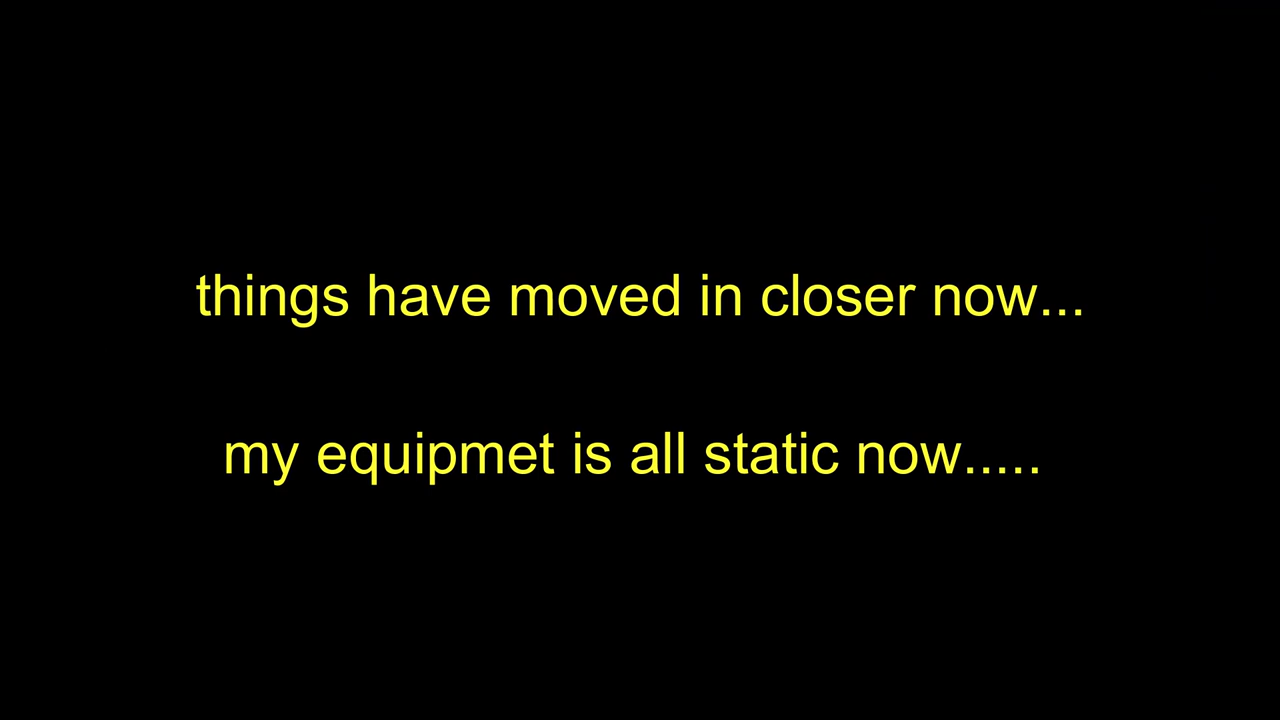 things have moved in closer now...
my equipmet is all static now.....